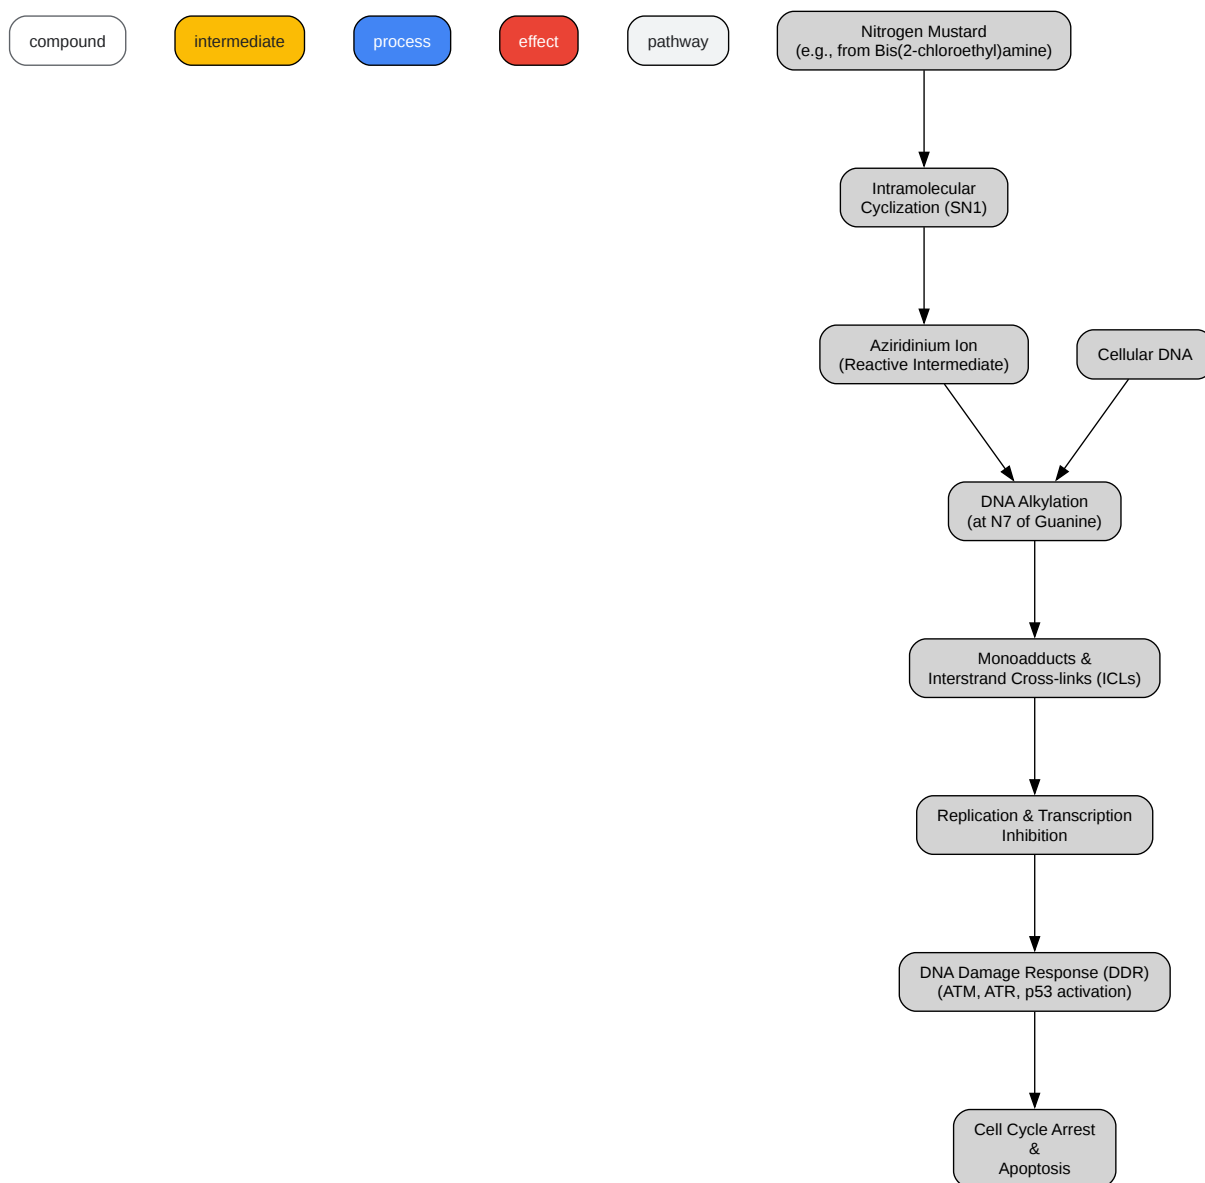 compound
intermediate
process
effect
pathway
Nitrogen Mustard
(e.g., from Bis(2-chloroethyl)amine)
Intramolecular
Cyclization (SN1)
Aziridinium Ion
(Reactive Intermediate)
Cellular DNA
DNA Alkylation
(at N7 of Guanine)
Monoadducts &
Interstrand Cross-links (ICLs)
Replication & Transcription
Inhibition
DNA Damage Response (DDR)
(ATM, ATR, p53 activation)
Cell Cycle Arrest
&
Apoptosis